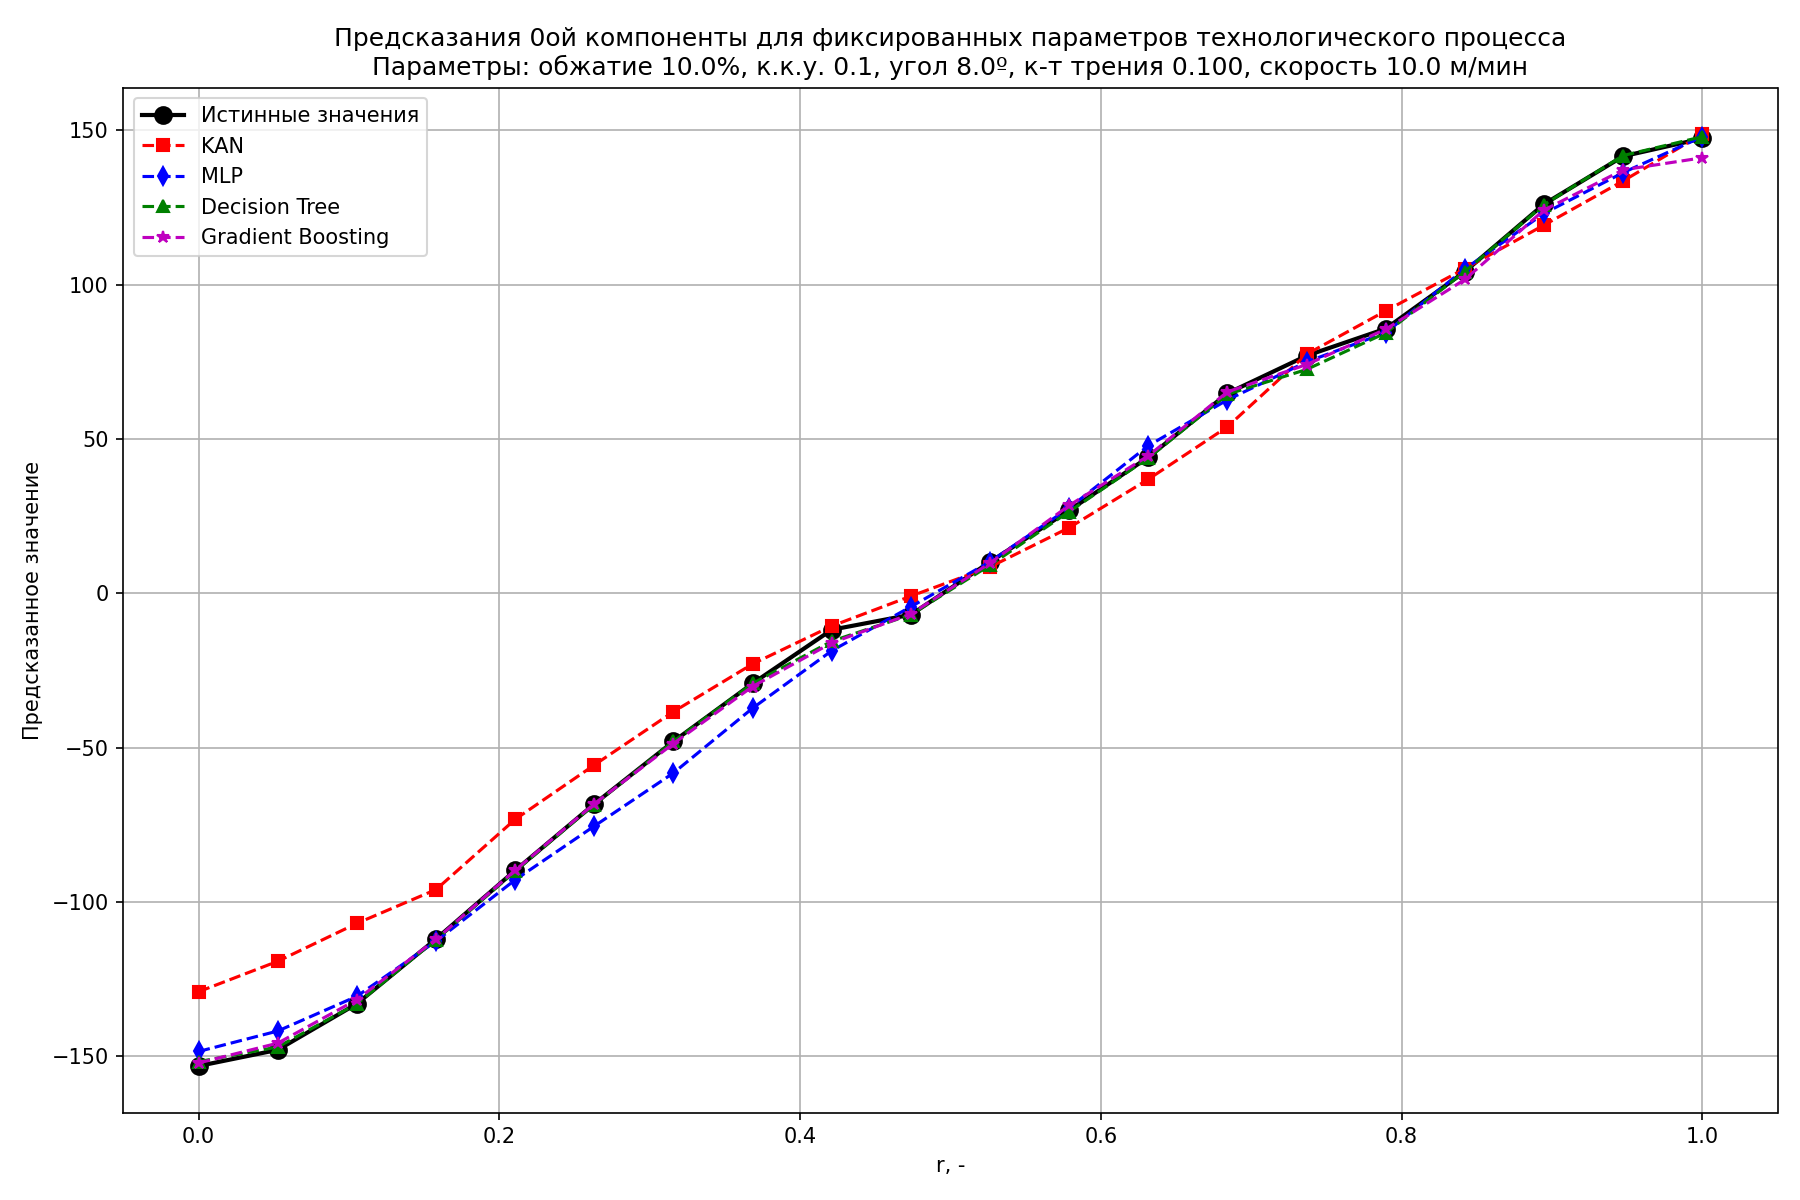 Предсказания 0ой компоненты для фиксированных параметров технологического процесса
Параметры: обжатие 10.0%, к.к.у. 0.1, угол 8.0º, к-т трения 0.100, скорость 10.0 м/мин
Истинные значения
KAN
MLP
Decision Tree
Gradient Boosting
Предсказанное значение
150
100
50
0
−50
−100
−150
0.0 0.2 0.4 0.6 0.8 1.0
r, -